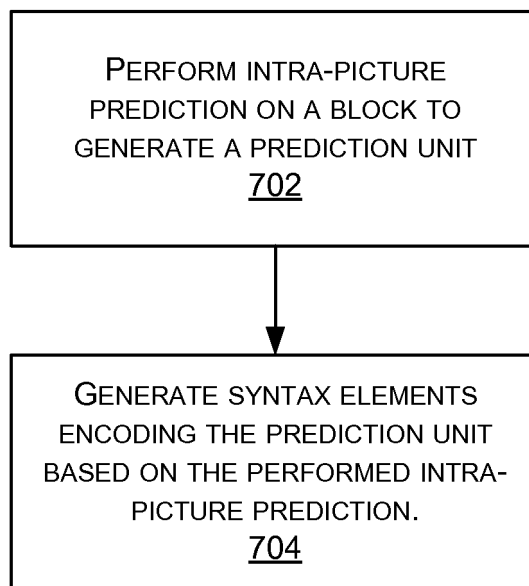 PERFORM INTRA-PICTURE
PREDICTION ON A BLOCK TO
GENERATE A PREDICTION UNIT
702
GENERATE SYNTAX ELEMENTS
ENCODING THE PREDICTION UNIT
BASED ON THE PERFORMED INTRA-
PICTURE PREDICTION.
704